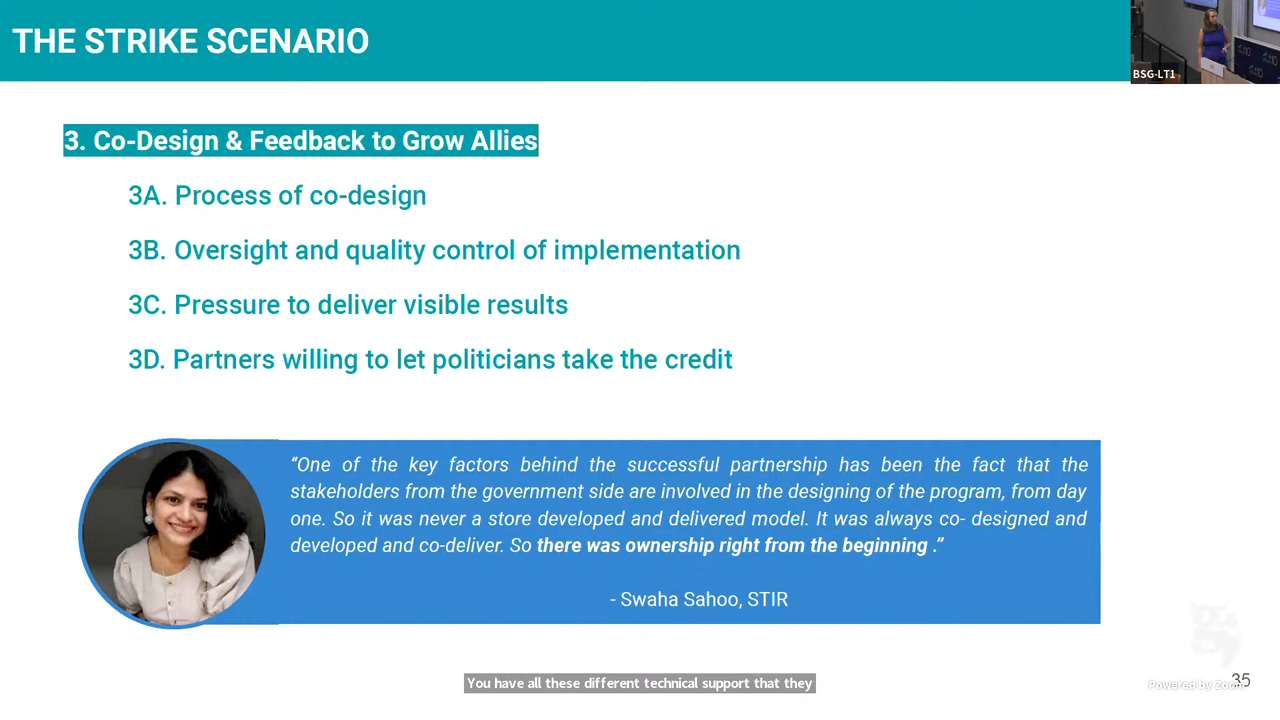 THE STRIKE SCENARIO
BSG-LT1
3. Co-Design & Feedback to Grow Allies
3A. Process of co-design
3B. Oversight and quality control of implementation
3C. Pressure to deliver visible results
3D. Partners willing to let politicians take the credit
“One of the key factors behind the successful partnership has been the fact that the
stakeholders from the government side are involved in the designing of the program, from day
one. So it was never a store developed and delivered model. It was always co- designed and
developed and co-deliver. So there was ownership right from the beginning .”
- Swaha Sahoo, STIR
You have all these different technical support that they
Powered by Zoom
35